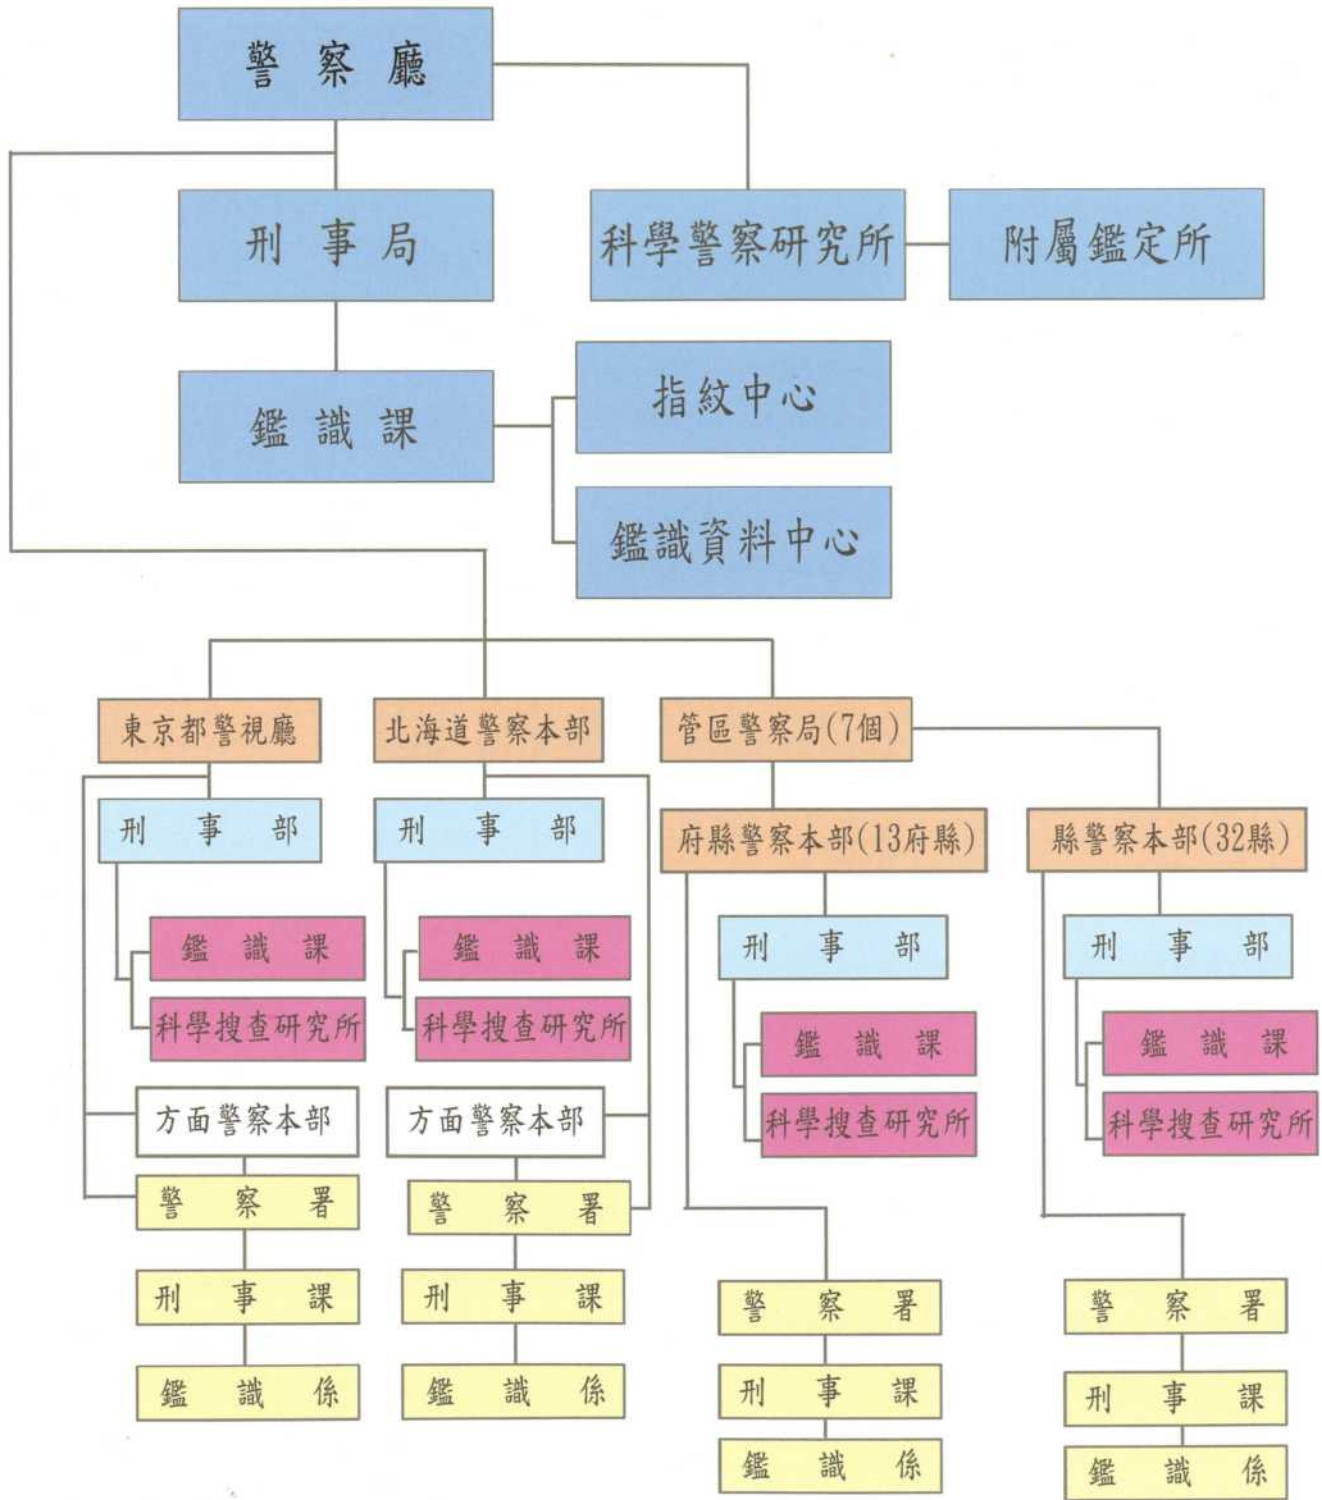 警察廳
刑事局
科學警察研究所
附屬鑑定所
鑑識課
指紋中心
鑑識資料中心
東京都警視廳
北海道警察本部
管區警察局(7個)
刑事部
刑事部
府縣警察本部(13府縣)
縣警察本部(32縣)
鑑識課
科學搜查研究所
鑑識課
科學搜查研究所
刑事部
刑事部
鑑識課
科學搜查研究所
鑑識課
科學搜查研究所
方面警察本部
方面警察本部
警察署
警察署
刑事課
刑事課
鑑識係
鑑識係
警察署
警察署
刑事課
刑事課
鑑識係
鑑識係